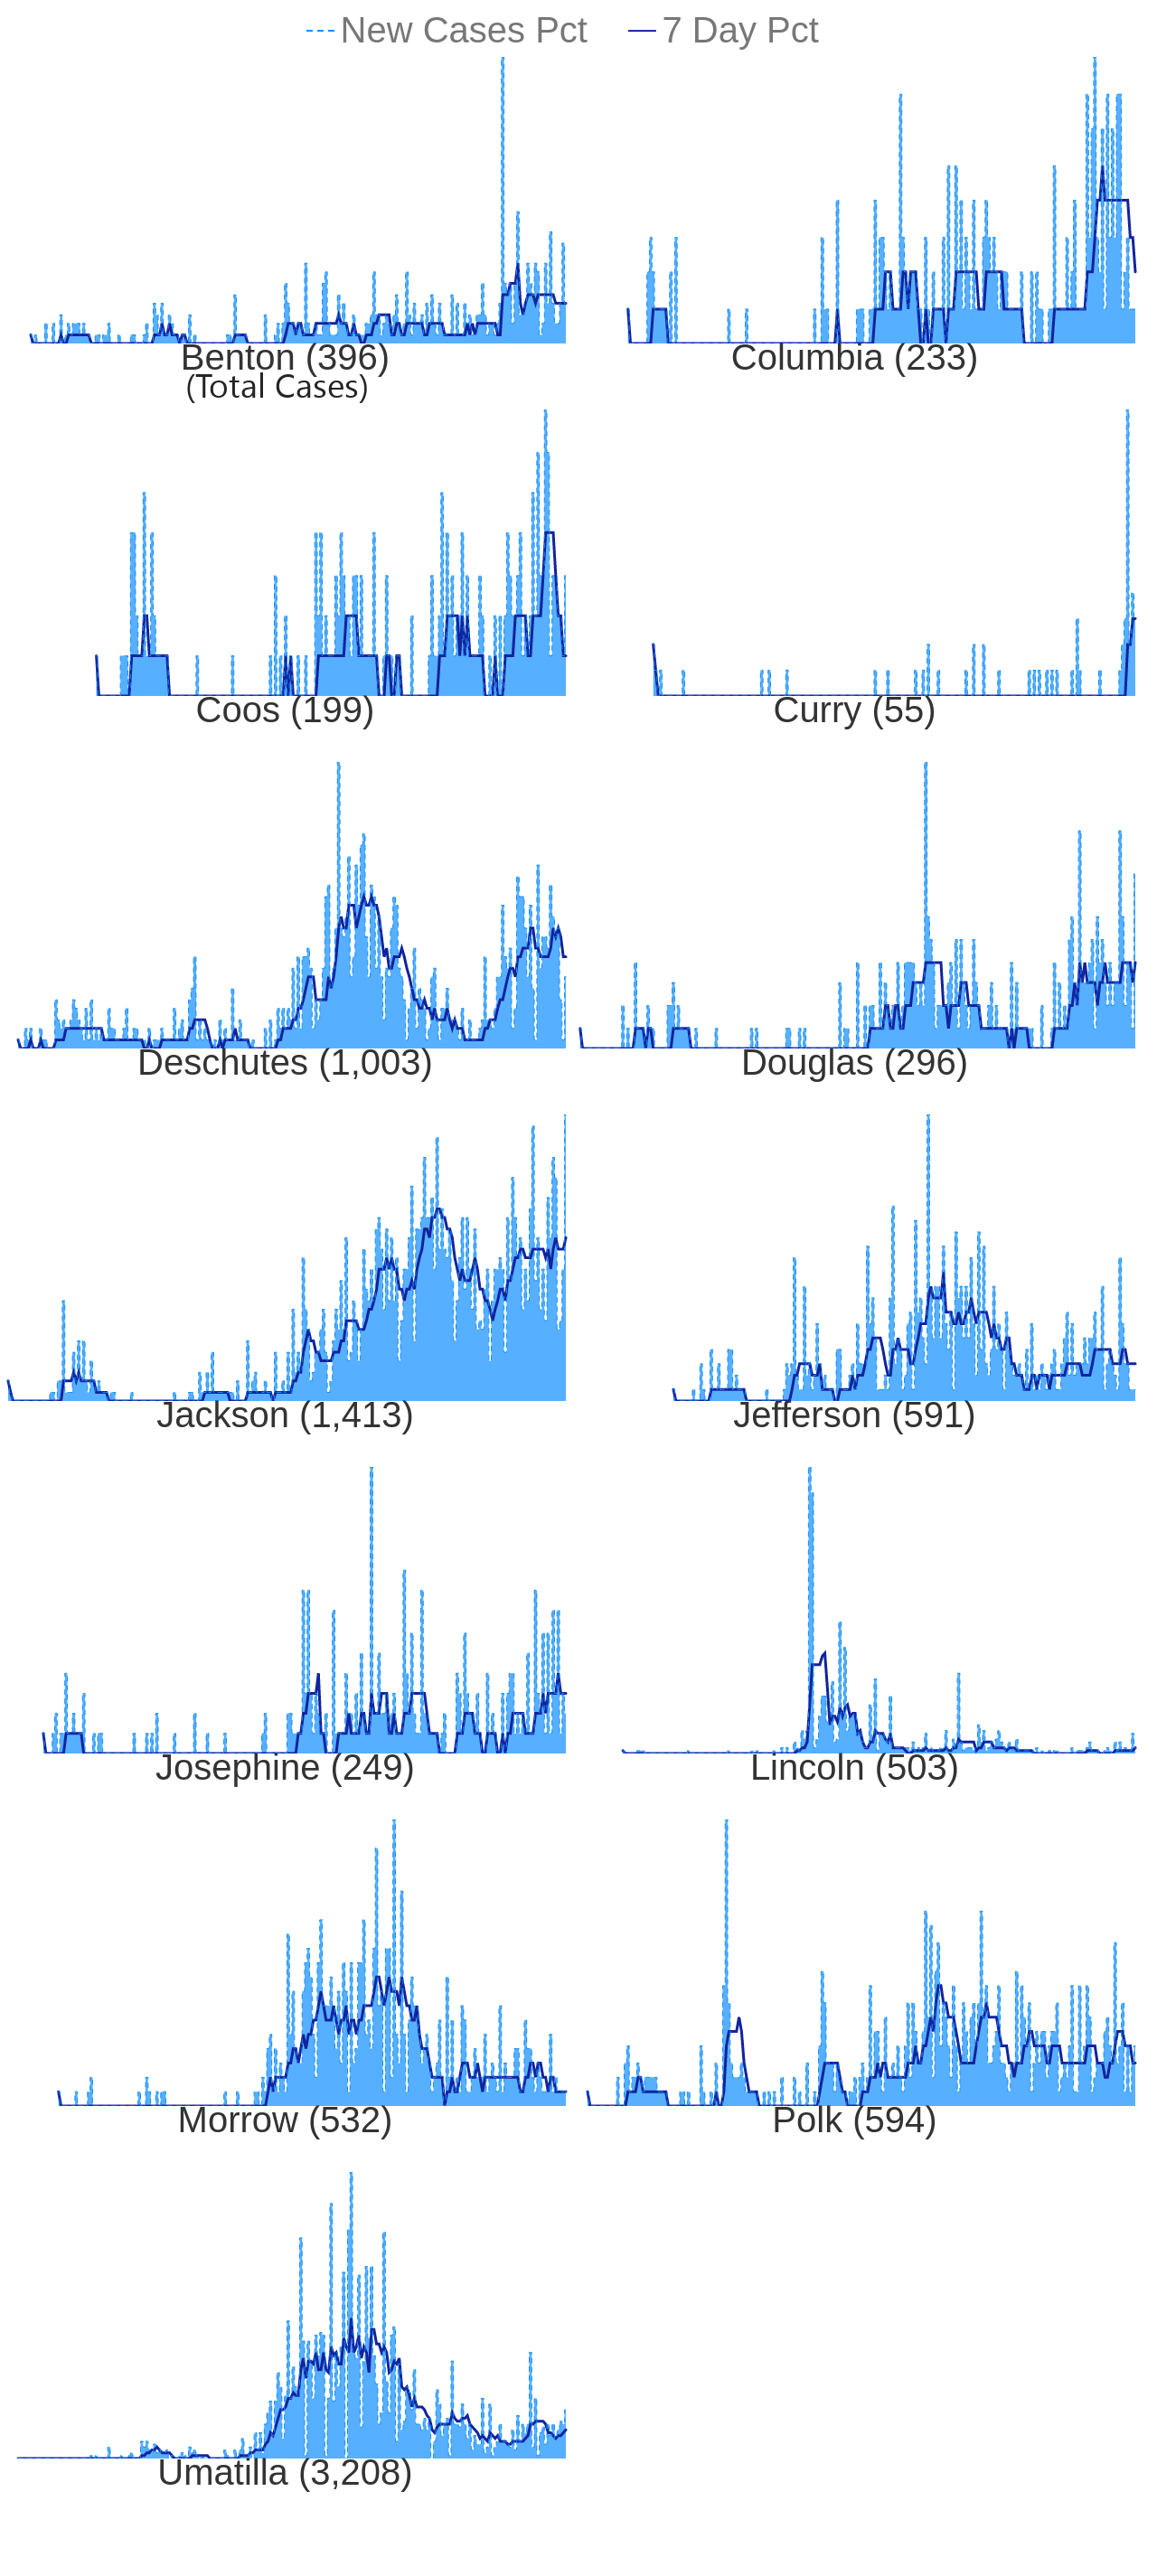 New Cases Pct 7 Day Pct
Benton (396) Columbia (233)
(Total Cases)
Coos (199) Curry (55)
Deschutes (1,003) Douglas (296)
Jackson (1,413) Jefferson (591)
Josephine (249) Lincoln (503)
Morrow (532) Polk (594)
Umatilla (3,208)